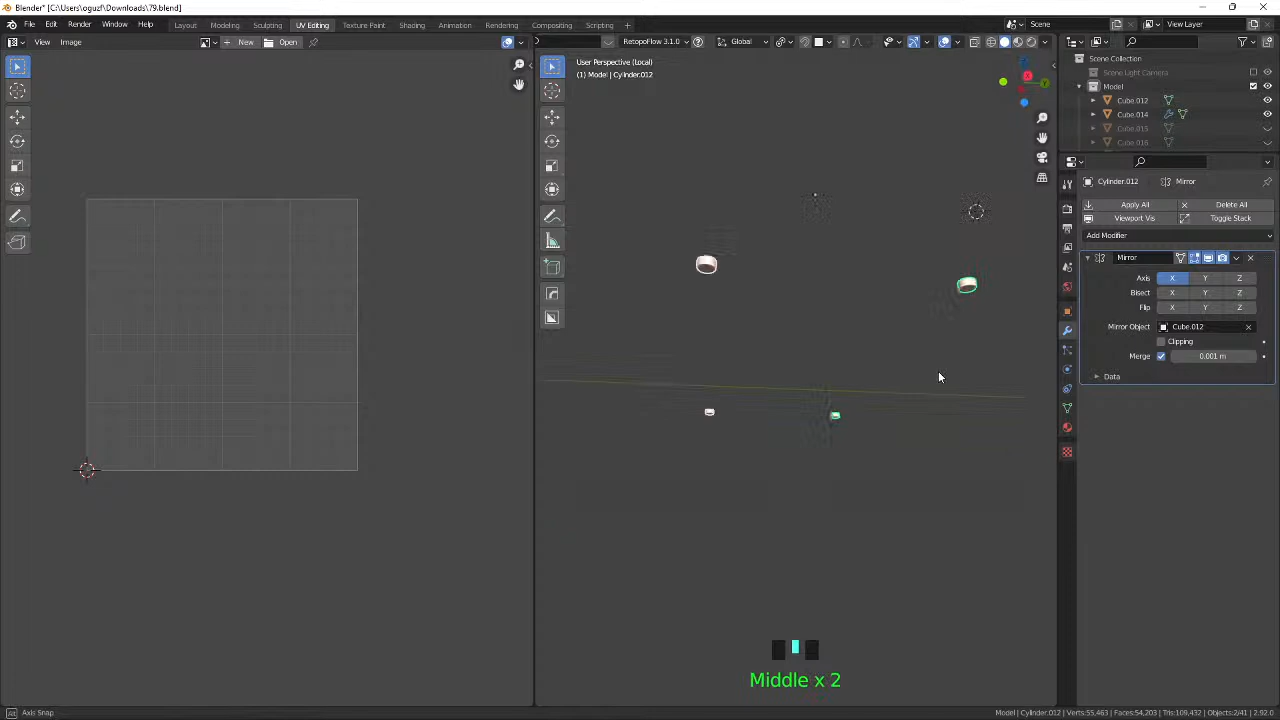 Blender* [C:\Users\oguzf\Downloads\79.blend]
File Edit Render Window Help Layout Modeling Sculpting UV Editing Texture Paint Shading Animation Rendering Compositing Scripting + Scene View Layer
View Image New Open RetopoFlow 3.1.0 Global
User Perspective (Local)
(1) Model | Cylinder.012
Scene Collection
Scene Light Camera
Model
Cube.012
Cube.014
Cube.015
Cube.016
Cylinder.012 Mirror
Apply All Delete All
Viewport Vis Toggle Stack
Add Modifier
Mirror
Axis X Y Z
Bisect X Y Z
Flip X Y Z
Mirror Object Cube.012
Clipping
Merge 0.001 m
Data
Middle x 2
Axis Snap
Model | Cylinder.012 | Verts:55,463 | Faces:54,203 | Tris:109,432 | Objects:2/41 | 2.92.0